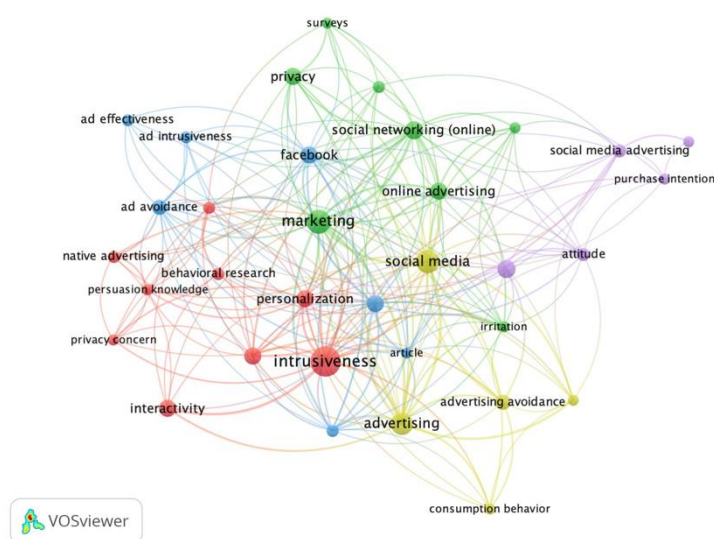 surveys
privacy
ad effectiveness
social networking (online)
ad intrusiveness
social media advertising
facebook
purchase intention
online advertising
ad avoidance
marketing
native advertising
attitude
social media
behavioral research
persuasion knowledge
personalization
irritation
privacy concern
article
intrusiveness
advertising avoidance
interactivity
advertising
consumption behavior
VOSviewer